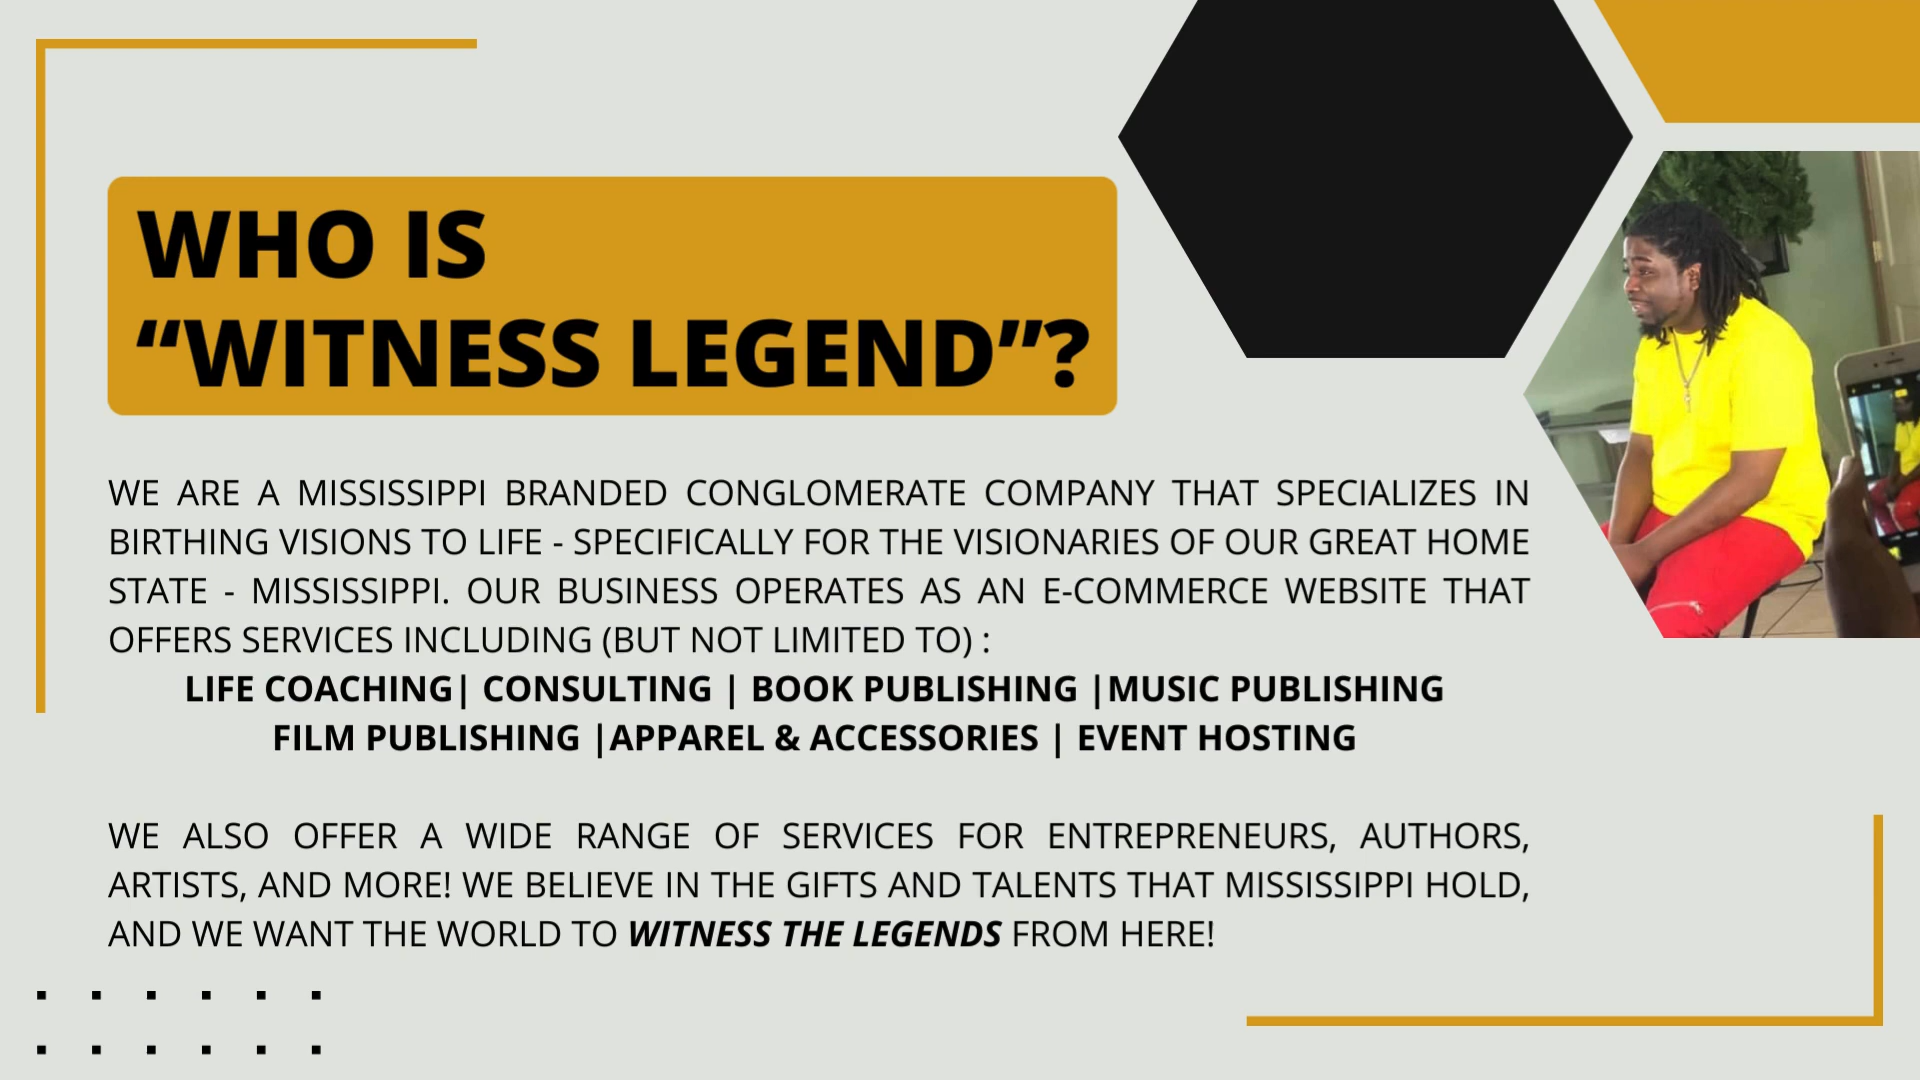 WHO IS
“WITNESS LEGEND”?
WE ARE A MISSISSIPPI BRANDED CONGLOMERATE COMPANY THAT SPECIALIZES IN
BIRTHING VISIONS TO LIFE - SPECIFICALLY FOR THE VISIONARIES OF OUR GREAT HOME
STATE - MISSISSIPPI. OUR BUSINESS OPERATES AS AN E-COMMERCE WEBSITE THAT
OFFERS SERVICES INCLUDING (BUT NOT LIMITED TO) :
LIFE COACHING| CONSULTING | BOOK PUBLISHING |MUSIC PUBLISHING
FILM PUBLISHING |APPAREL & ACCESSORIES | EVENT HOSTING
WE ALSO OFFER A WIDE RANGE OF SERVICES FOR ENTREPRENEURS, AUTHORS,
ARTISTS, AND MORE! WE BELIEVE IN THE GIFTS AND TALENTS THAT MISSISSIPPI HOLD,
AND WE WANT THE WORLD TO WITNESS THE LEGENDS FROM HERE!